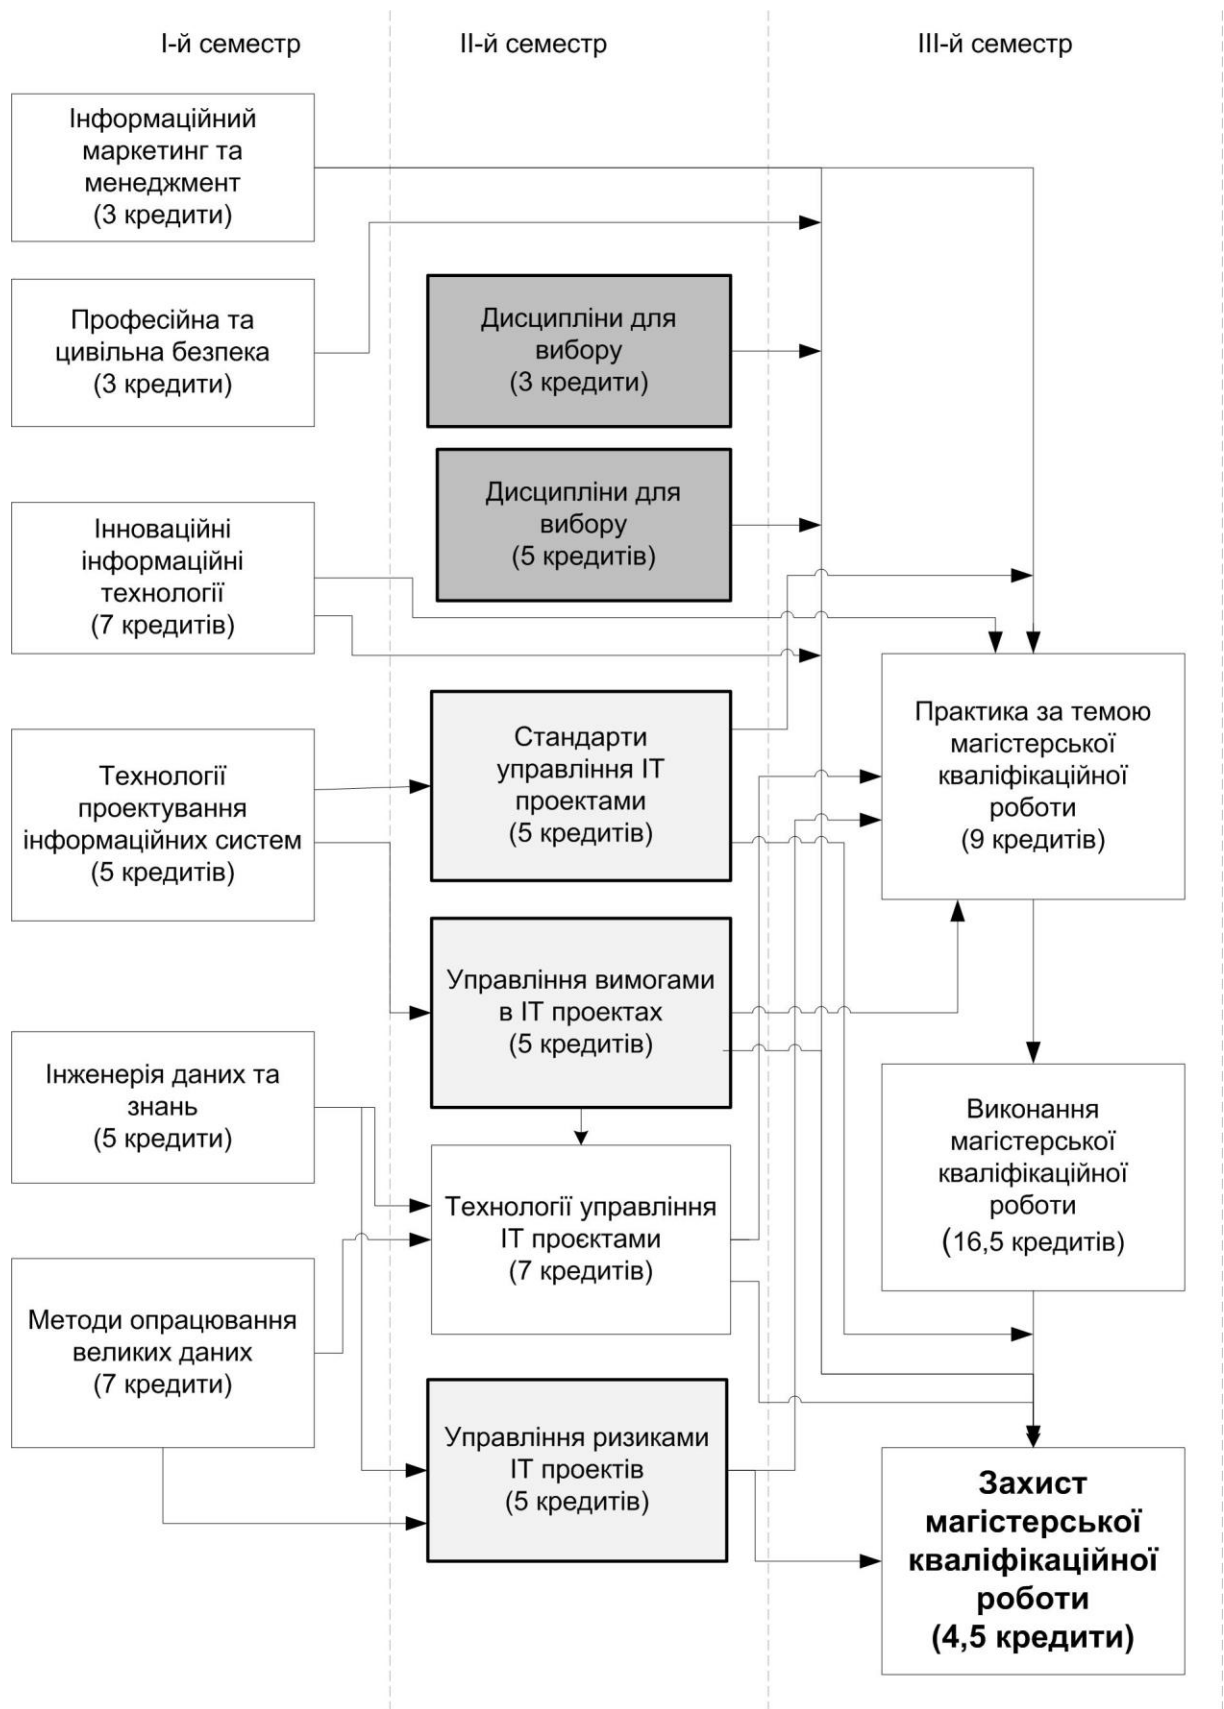 І-й семестр
ІІ-й семестр
ІІІ-й семестр
Інформаційний
маркетинг та
менеджмент
(3 кредити)
Професійна та
цивільна безпека
(3 кредити)
Інноваційні
інформаційні
технології
(7 кредитів)
Технології
проектування
інформаційних систем
(5 кредитів)
Інженерія даних та
знань
(5 кредити)
Методи опрацювання
великих даних
(7 кредити)
Дисципліни для
вибору
(3 кредити)
Дисципліни для
вибору
(5 кредитів)
Стандарти
управління ІТ
проектами
(5 кредитів)
Управління вимогами
в ІТ проектах
(5 кредитів)
Технології управління
ІТ проєктами
(7 кредитів)
Управління ризиками
ІТ проектів
(5 кредитів)
Практика за темою
магістерської
кваліфікаційної
роботи
(9 кредитів)
Виконання
магістерської
кваліфікаційної
роботи
(16,5 кредитів)
Захист
магістерської
кваліфікаційної
роботи
(4,5 кредити)